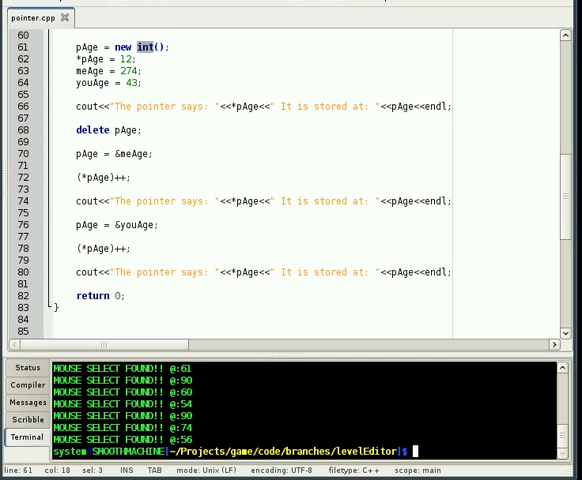 pointer.cpp
60
61 pAge = new int();
62 *pAge = 12;
63 meAge = 274;
64 youAge = 43;
65
66 cout<<"The pointer says: "<<*pAge<<" It is stored at: "<<pAge<<endl;
67
68 delete pAge;
69
70 pAge = &meAge;
71
72 (*pAge)++;
73
74 cout<<"The pointer says: "<<*pAge<<" It is stored at: "<<pAge<<endl;
75
76 pAge = &youAge;
77
78 (*pAge)++;
79
80 cout<<"The pointer says: "<<*pAge<<" It is stored at: "<<pAge<<endl;
81
82 return 0;
83 }
84
85
Status
Compiler
Messages
Scribble
Terminal
MOUSE SELECT FOUND!! @:61
MOUSE SELECT FOUND!! @:90
MOUSE SELECT FOUND!! @:60
MOUSE SELECT FOUND!! @:54
MOUSE SELECT FOUND!! @:90
MOUSE SELECT FOUND!! @:74
MOUSE SELECT FOUND!! @:56
system SMOOTHMACHINE[~/Projects/game/code/branches/levelEditor]$
line: 61 col: 18 sel: 3 INS TAB mode: Unix (LF) encoding: UTF-8 filetype: C++ scope: main